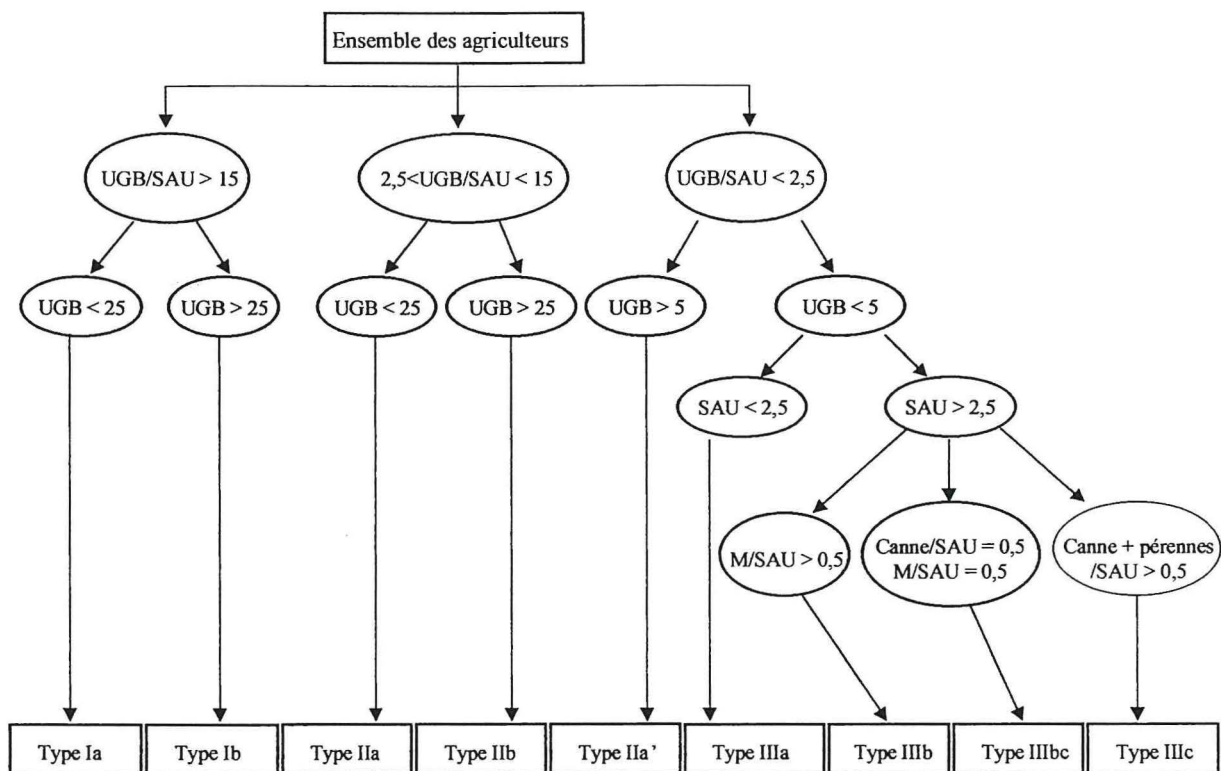 Ensemble des agriculteurs
UGB/SAU > 15
2,5<UGB/SAU < 15
UGB/SAU < 2,5
UGB < 25
UGB > 25
UGB < 25
UGB > 25
UGB > 5
UGB < 5
SAU < 2,5
SAU > 2,5
M/SAU > 0,5
Canne/SAU = 0,5
M/SAU = 0,5
Canne + pérennes
/SAU > 0,5
Type Ia
Type Ib
Type IIa
Type IIb
Type IIa’
Type IIIa
Type IIIb
Type IIIbc
Type IIIc